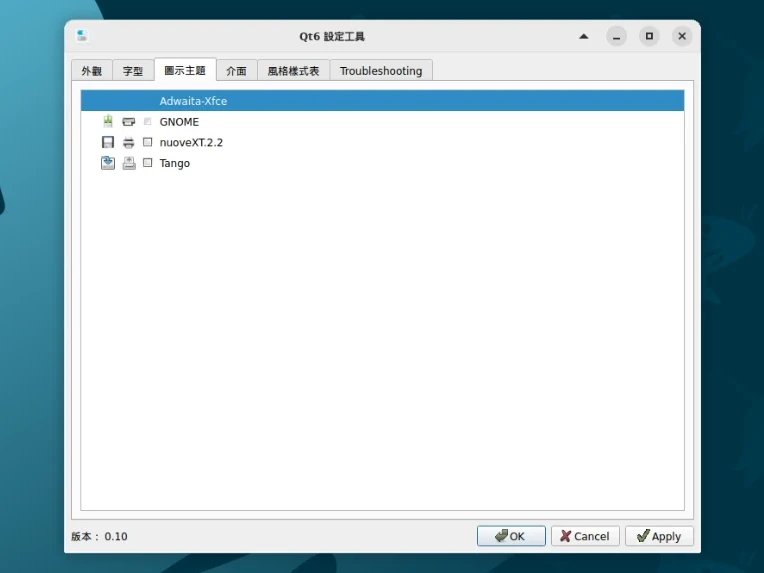 Qt6 設定工具
外觀 字型 圖示主題 介面 風格樣式表 Troubleshooting
Adwaita-Xfce
GNOME
nuoveXT.2.2
Tango
版本： 0.10 OK Cancel Apply